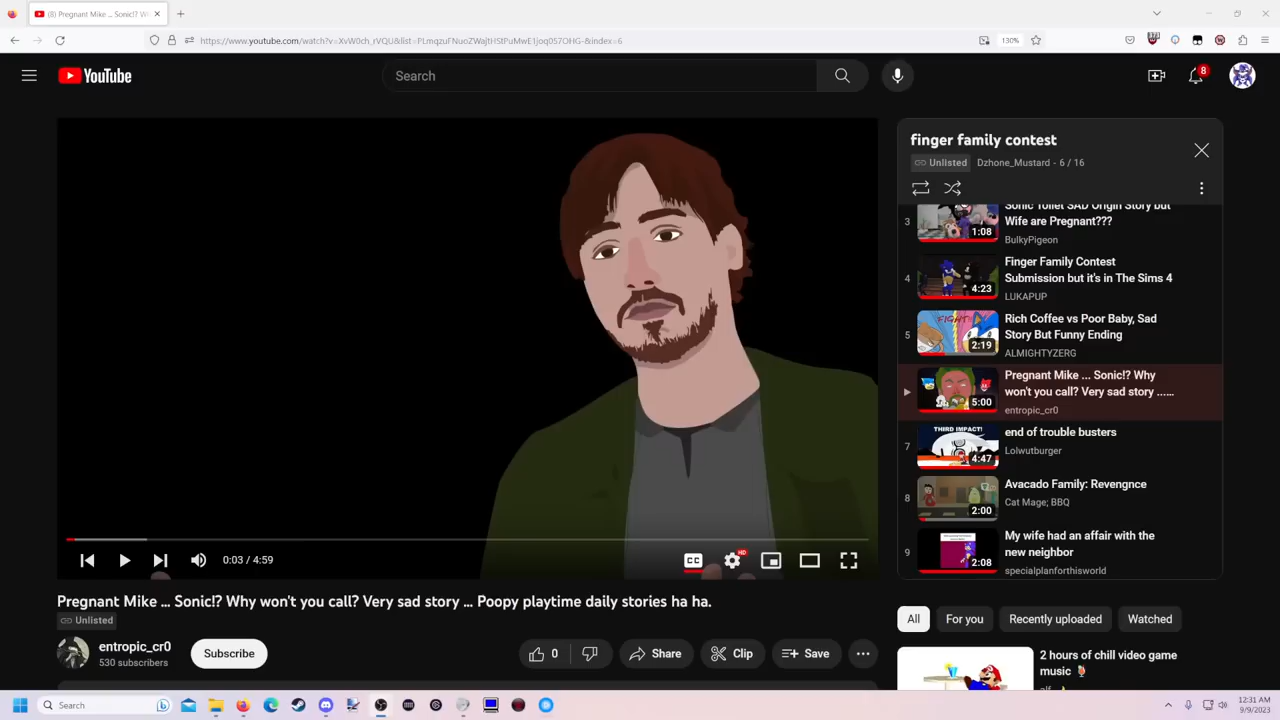 (8) Pregnant Mike ... Sonic!? W
https://www.youtube.com/watch?v=XvW0ch_rVQU&list=PLmqzuFNuoZWajtHStPuMwE1joq057OHG-&index=6
130%
YouTube
Search
8
finger family contest
Unlisted
Dzhone_Mustard - 6 / 16
3
Sonic Toilet SAD Origin Story but
Wife are Pregnant???
1:08
BulkyPigeon
4
Finger Family Contest
Submission but it's in The Sims 4
4:23
LUKAPUP
5
FIGHT!
Rich Coffee vs Poor Baby, Sad
Story But Funny Ending
2:19
ALMIGHTYZERG
Pregnant Mike ... Sonic!? Why
won't you call? Very sad story ......
5:00
entropic_cr0
7
THIRD IMPACT!
end of trouble busters
4:47
Lolwutburger
8
Avacado Family: Revengnce
2:00
Cat Mage; BBQ
9
My wife had an affair with the
new neighbor
2:08
specialplanforthisworld
0:03 / 4:59
CC
HD
Pregnant Mike ... Sonic!? Why won't you call? Very sad story ... Poopy playtime daily stories ha ha.
Unlisted
entropic_cr0
530 subscribers
Subscribe
0
Share
Clip
Save
All
For you
Recently uploaded
Watched
2 hours of chill video game
music
Search
12:31 AM
9/9/2023